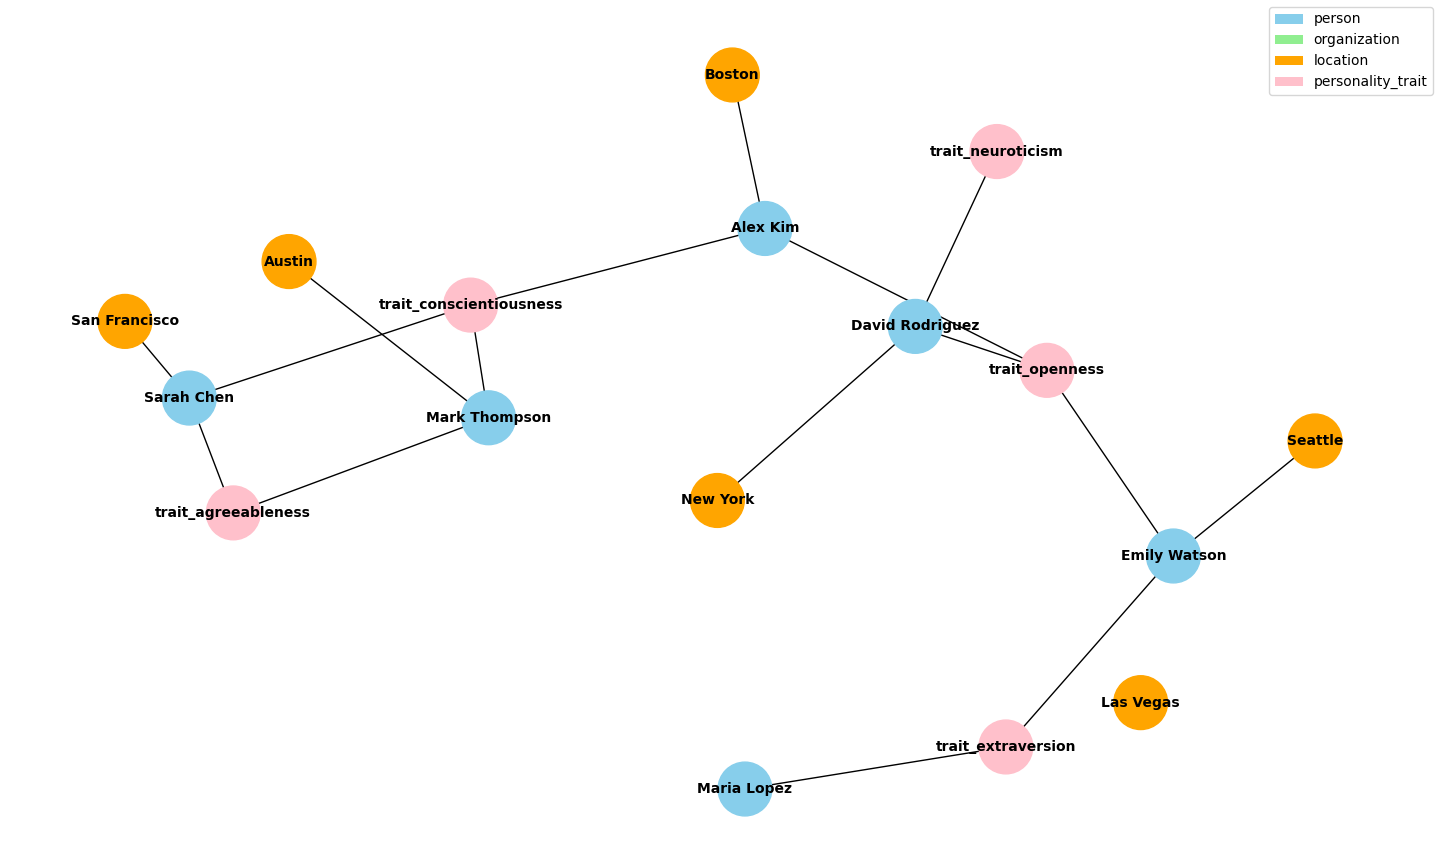 person
organization
location
personality_trait
Boston
trait_neuroticism
Alex Kim
Austin
trait_conscientiousness
San Francisco
David Rodriguez
trait_openness
Sarah Chen
Mark Thompson
Seattle
New York
trait_agreeableness
Emily Watson
Las Vegas
trait_extraversion
Maria Lopez